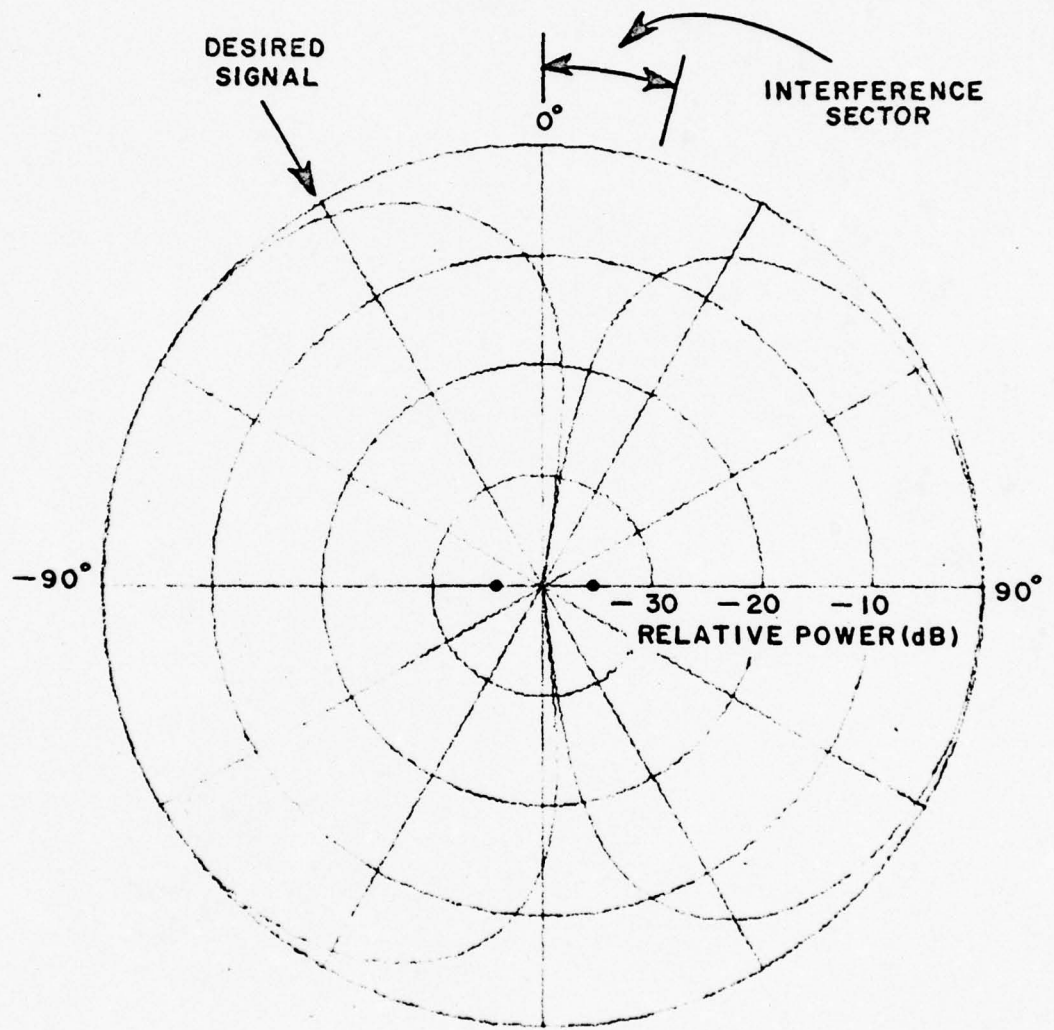 DESIRED
SIGNAL
INTERFERENCE
SECTOR
0°
-90°
90°
-30 -20 -10
RELATIVE POWER(dB)